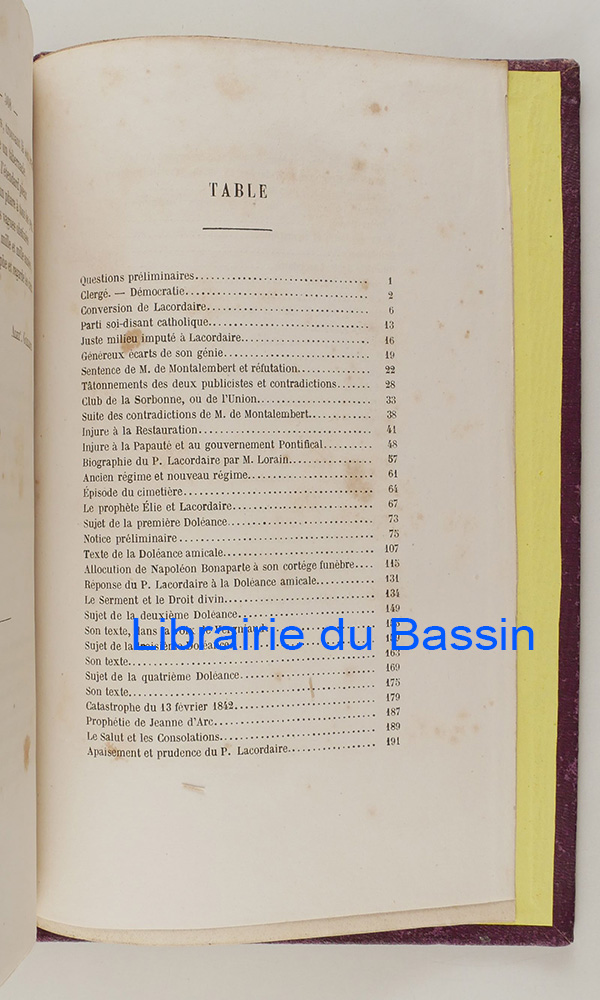 TABLE
Questions préliminaires........ 1
Clergé. — Démocratie........ 2
Conversion de Lacordaire........ 6
Parti soi-disant catholique........ 13
Juste milieu imputé à Lacordaire........ 16
Généreux écarts de son génie........ 19
Sentence de M. de Montalembert et réfutation........ 22
Tâtonnements des deux publicistes et contradictions....... 28
Club de la Sorbonne, ou de l'Union........ 33
Suite des contradictions de M. de Montalembert........ 38
Injure à la Restauration........ 41
Injure à la Papauté et au gouvernement Pontifical........ 48
Biographie du P. Lacordaire par M. Lorain........ 57
Ancien régime et nouveau régime........ 61
Épisode du cimetière........ 64
Le prophète Élie et Lacordaire........ 67
Sujet de la première Doléance........ 73
Notice préliminaire........ 75
Texte de la Doléance amicale........ 107
Allocution de Napoléon Bonaparte à son cortége funèbre.... 115
Réponse du P. Lacordaire à la Doléance amicale........ 131
Le Serment et le Droit divin........ 134
Sujet de la deuxième Doléance........ 149
Son texte,
Sujet de la
Librairie du Bassin
Son texte........ 163
Sujet de la quatrième Doléance........ 169
Son texte........ 175
Catastrophe du 13 février 1842........ 179
Prophétie de Jeanne d'Arc........ 187
Le Salut et les Consolations........ 189
Apaisement et prudence du P. Lacordaire........ 191